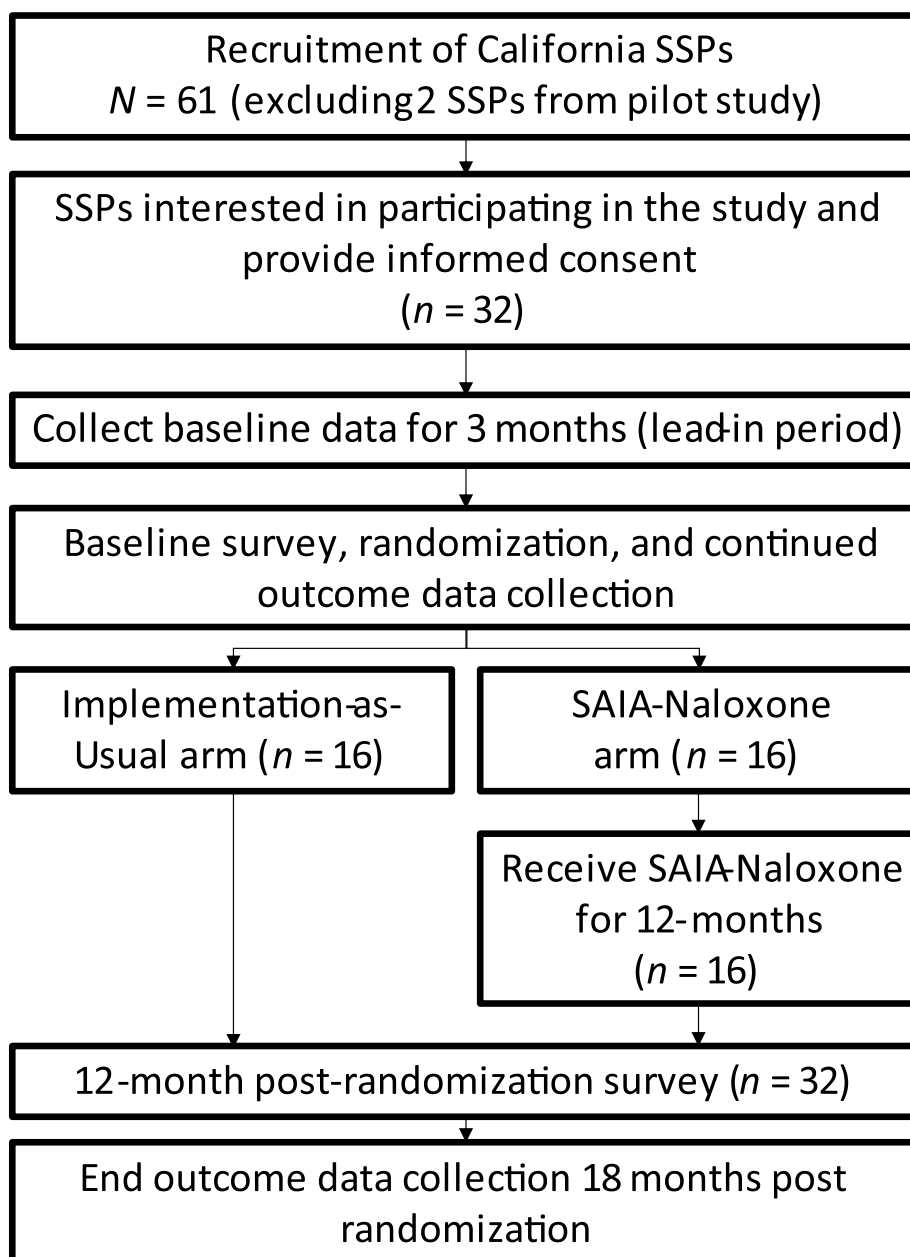 Recruitment of California SSPs
N = 61 (excluding 2 SSPs from pilot study)
SSPs interested in participating in the study and
provide informed consent
(n = 32)
Collect baseline data for 3 months (lead-in period)
Baseline survey, randomization, and continued
outcome data collection
Implementation-as-
Usual arm (n = 16)
SAIA-Naloxone
arm (n = 16)
Receive SAIA-Naloxone
for 12-months
(n = 16)
12-month post-randomization survey (n = 32)
End outcome data collection 18 months post
randomization